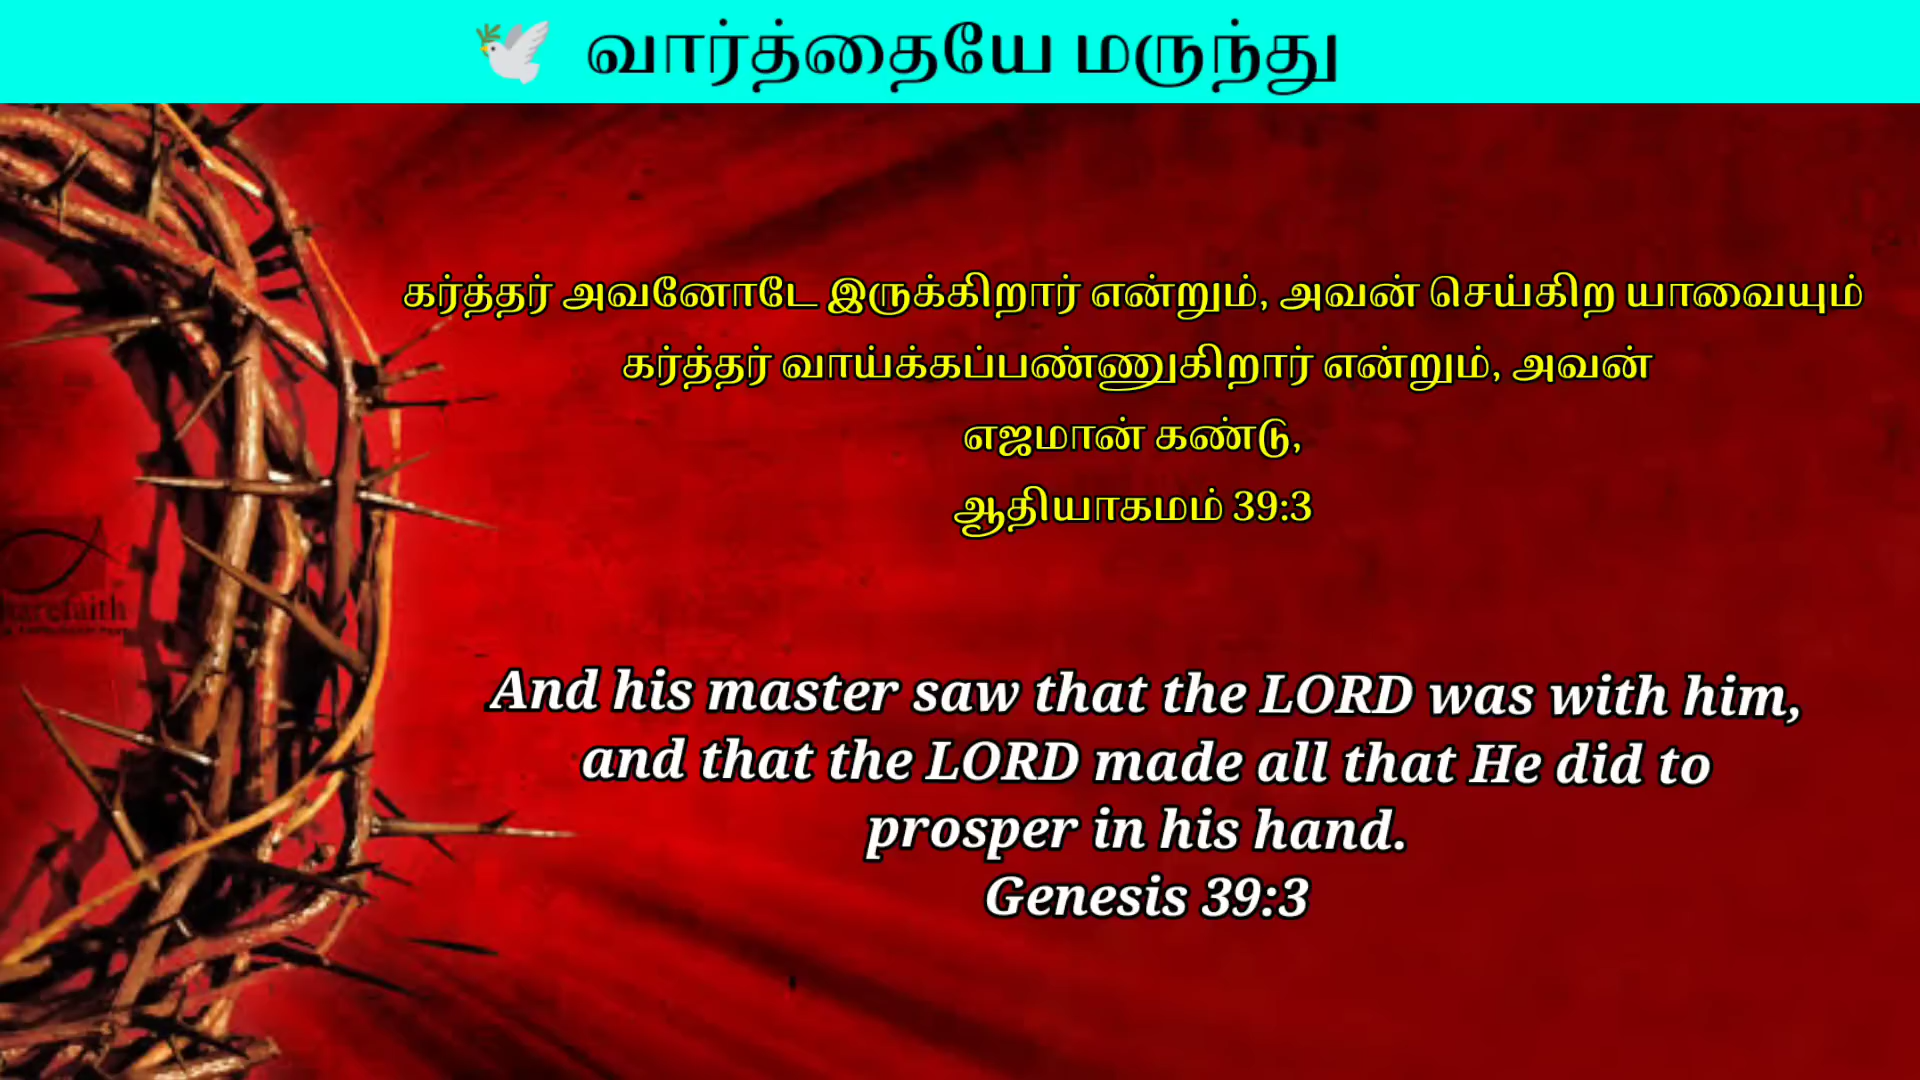 🕊️ வார்த்தையே மருந்து
கர்த்தர் அவனோடே இருக்கிறார் என்றும், அவன் செய்கிற யாவையும்
கர்த்தர் வாய்க்கப்பண்ணுகிறார் என்றும், அவன்
எஜமான் கண்டு,
ஆதியாகமம் 39:3
harefaith
And his master saw that the LORD was with him,
and that the LORD made all that He did to
prosper in his hand.
Genesis 39:3